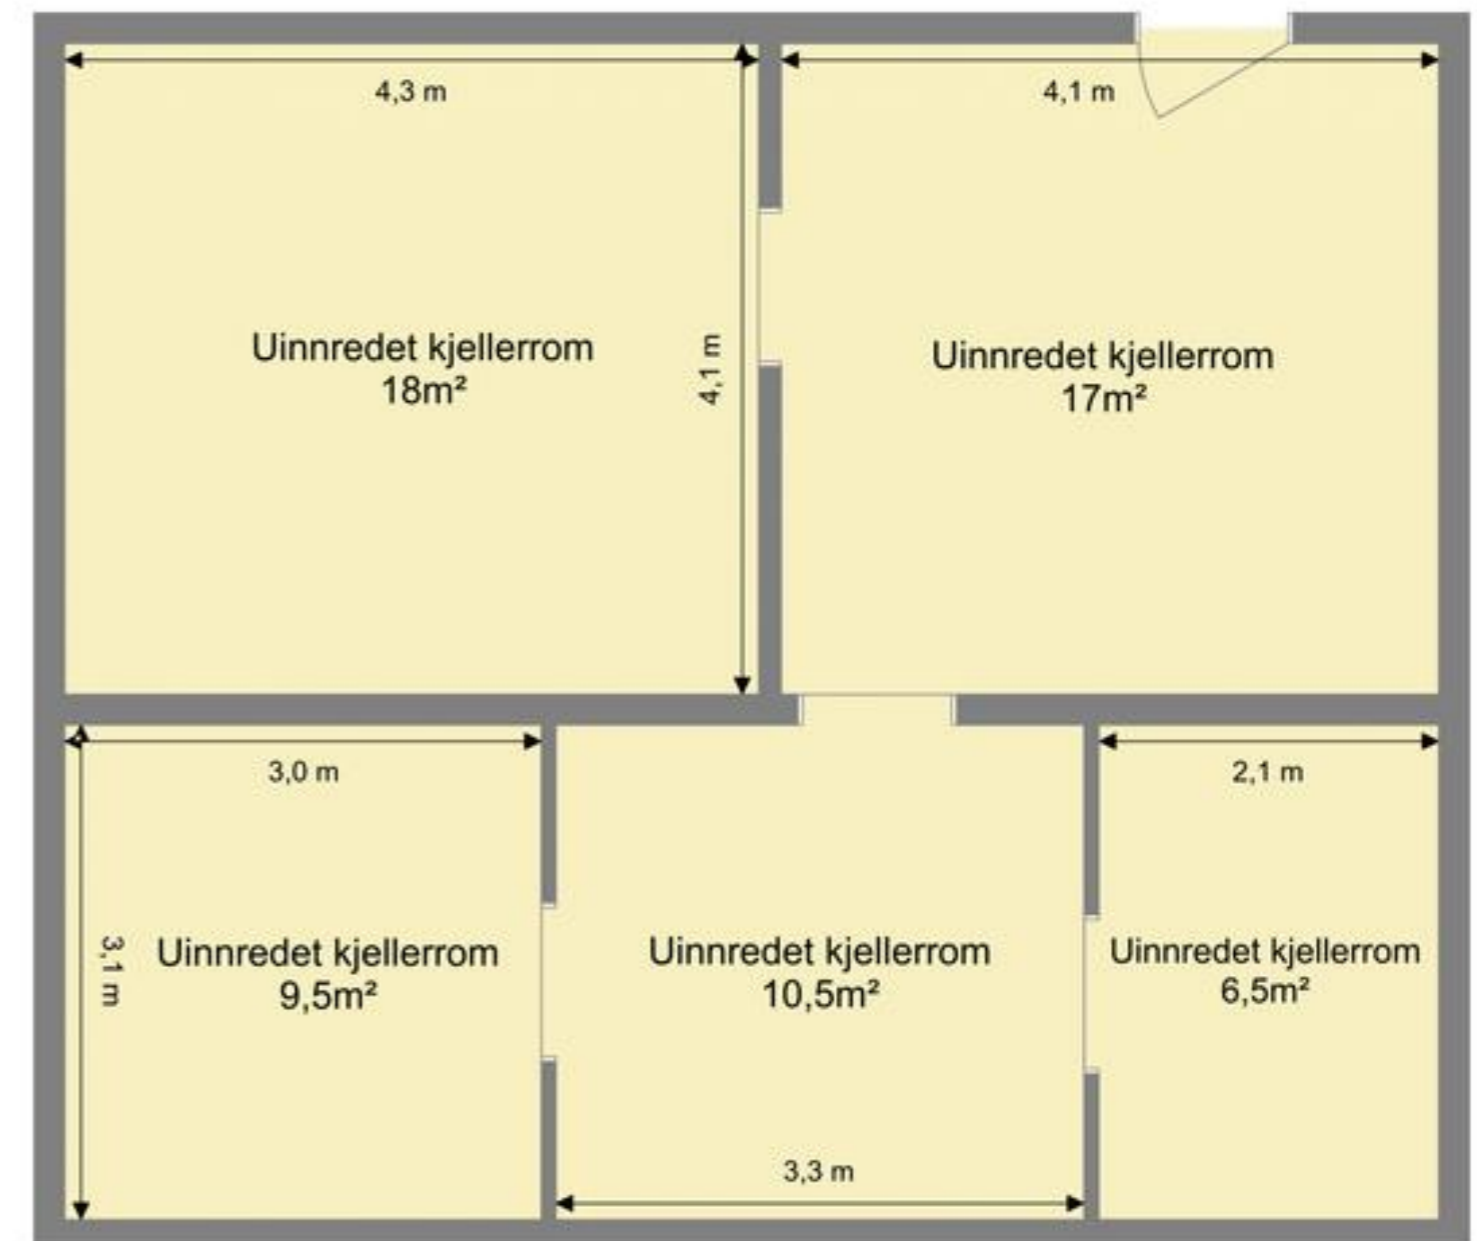 4,3 m
4,1 m
Uinnredet kjellerrom
18m²
4,1 m
Uinnredet kjellerrom
17m²
3,0 m
2,1 m
3,1 m
Uinnredet kjellerrom
9,5m²
Uinnredet kjellerrom
10,5m²
Uinnredet kjellerrom
6,5m²
3,3 m